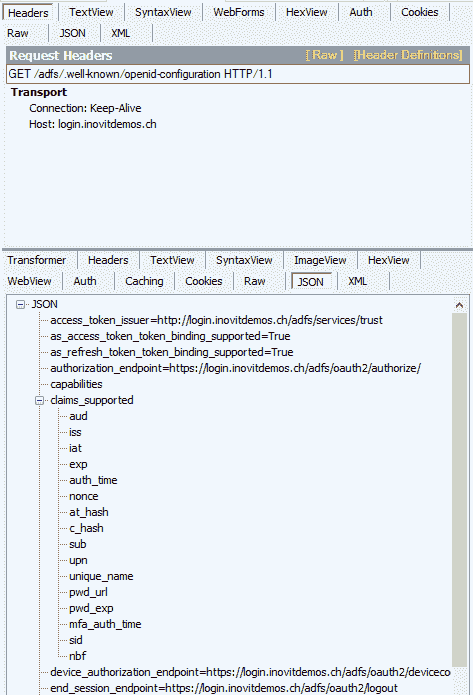 Headers TextView SyntaxView WebForms HexView Auth Cookies
Raw JSON XML
Request Headers [ Raw ] [Header Definitions]
GET /adfs/.well-known/openid-configuration HTTP/1.1
Transport
Connection: Keep-Alive
Host: login.inovitdemos.ch
Transformer Headers TextView SyntaxView ImageView HexView
WebView Auth Caching Cookies Raw JSON XML
JSON
access_token_issuer=http://login.inovitdemos.ch/adfs/services/trust
as_access_token_token_binding_supported=True
as_refresh_token_token_binding_supported=True
authorization_endpoint=https://login.inovitdemos.ch/adfs/oauth2/authorize/
capabilities
claims_supported
aud
iss
iat
exp
auth_time
nonce
at_hash
c_hash
sub
upn
unique_name
pwd_url
pwd_exp
mfa_auth_time
sid
nbf
device_authorization_endpoint=https://login.inovitdemos.ch/adfs/oauth2/deviceco
end_session_endpoint=https://login.inovitdemos.ch/adfs/oauth2/logout